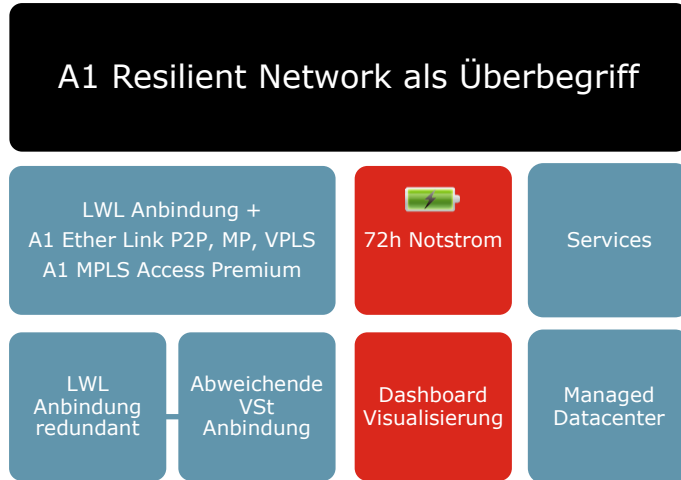 A1 Resilient Network als Überbegriff
LWL Anbindung +
A1 Ether Link P2P, MP, VPLS
A1 MPLS Access Premium
72h Notstrom
Services
LWL
Anbindung
redundant
Abweichende
VSt
Anbindung
Dashboard
Visualisierung
Managed
Datacenter